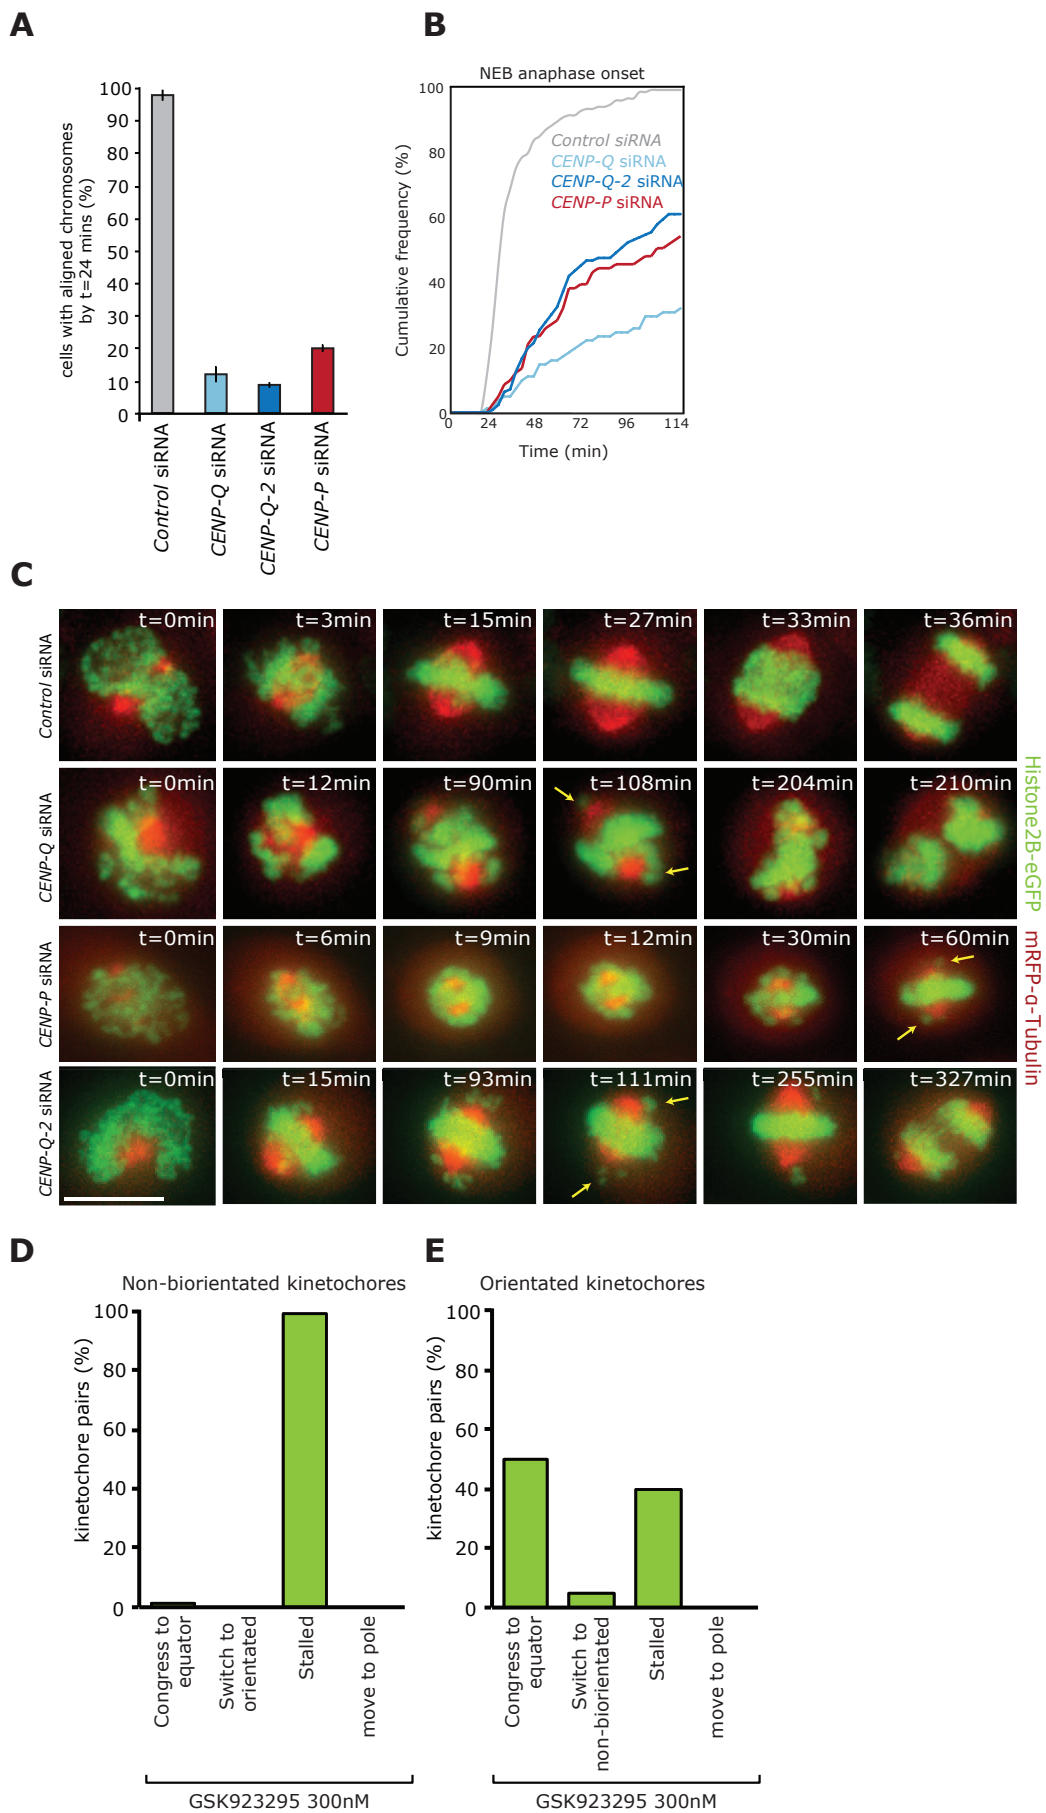 A
B
100
90
80
70
60
50
40
30
20
10
0
cells with aligned chromosomes
by t=24 mins (%)
Control siRNA
CENP-Q siRNA
CENP-Q-2 siRNA
CENP-P siRNA
NEB anaphase onset
100
80
60
40
20
0
Cumulative frequency (%)
Control siRNA
CENP-Q siRNA
CENP-Q-2 siRNA
CENP-P siRNA
0 24 48 72 96 114
Time (min)
C
Control siRNA
t=0min t=3min t=15min t=27min t=33min t=36min
CENP-Q siRNA
t=0min t=12min t=90min t=108min t=204min t=210min
CENP-P siRNA
t=0min t=6min t=9min t=12min t=30min t=60min
CENP-Q-2 siRNA
t=0min t=15min t=93min t=111min t=255min t=327min
Histone2B-eGFP
mRFP-α-Tubulin
D
Non-biorientated kinetochores
100
80
60
40
20
0
kinetochore pairs (%)
Congress to
equator
Switch to
orientated
Stalled
move to pole
GSK923295 300nM
E
Orientated kinetochores
100
80
60
40
20
0
kinetochore pairs (%)
Congress to
equator
Switch to
non-biorientated
Stalled
move to pole
GSK923295 300nM